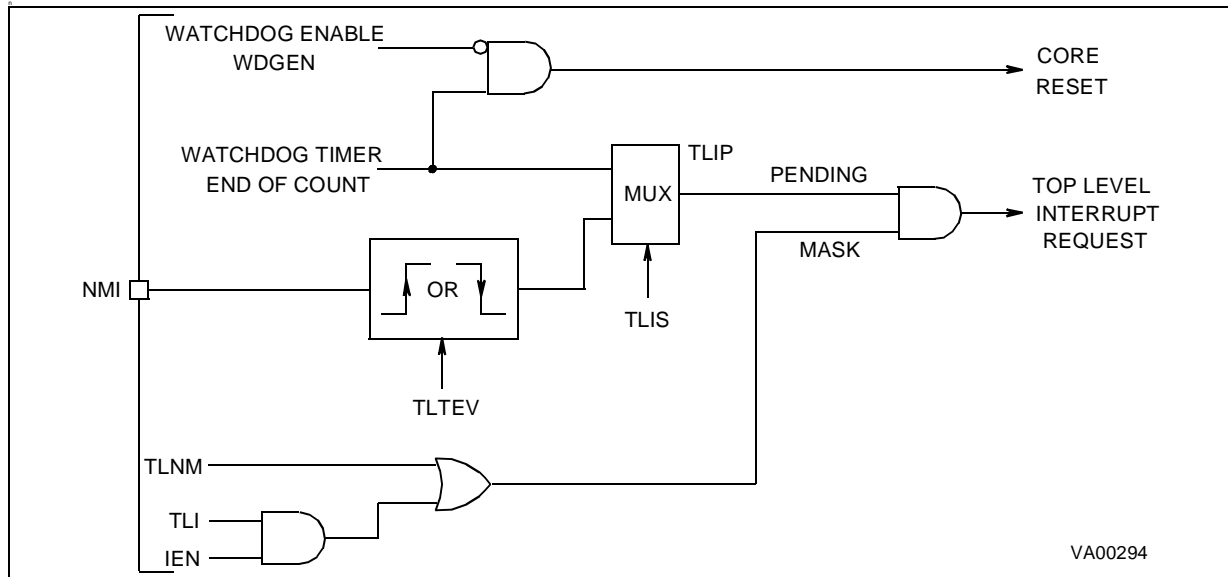 WATCHDOG ENABLE
WDGEN
CORE
RESET
WATCHDOG TIMER
END OF COUNT
TLIP
MUX
PENDING
TOP LEVEL
INTERRUPT
REQUEST
MASK
NMI
OR
TLIS
TLTEV
TLNM
TLI
IEN
VA00294